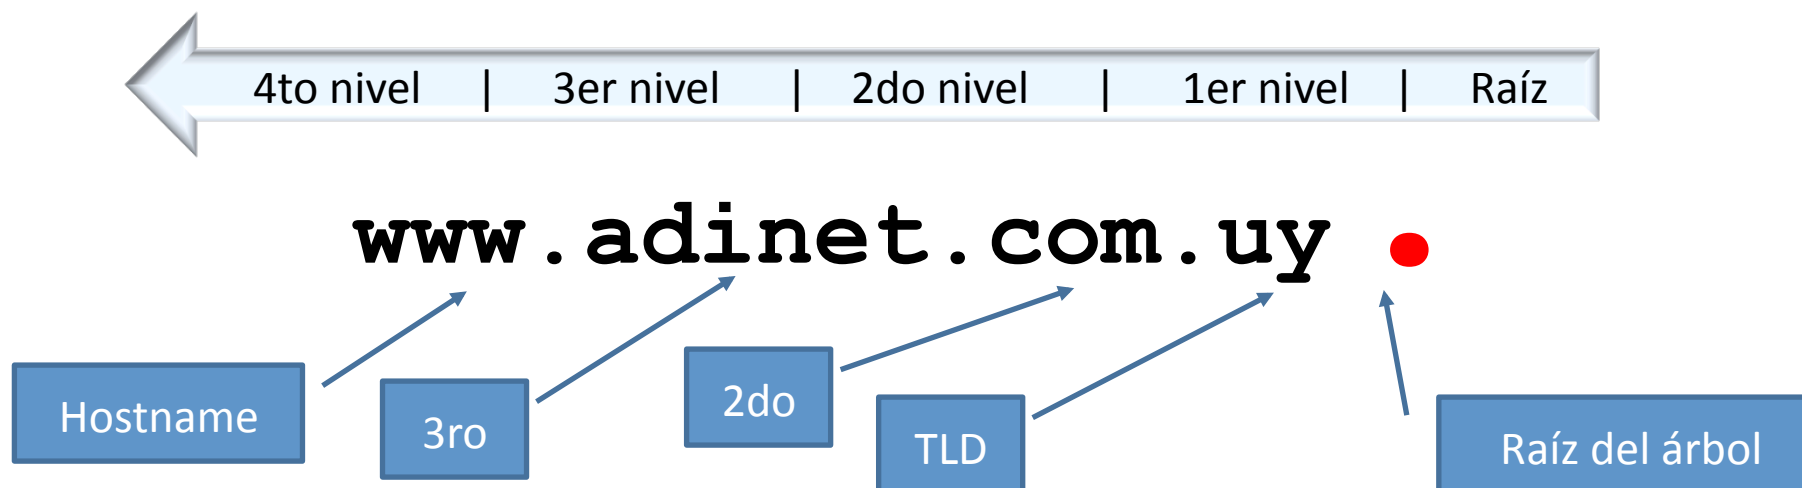 4to nivel | 3er nivel | 2do nivel | 1er nivel | Raíz
www.adinet.com.uy .
Hostname
3ro
2do
TLD
Raíz del árbol